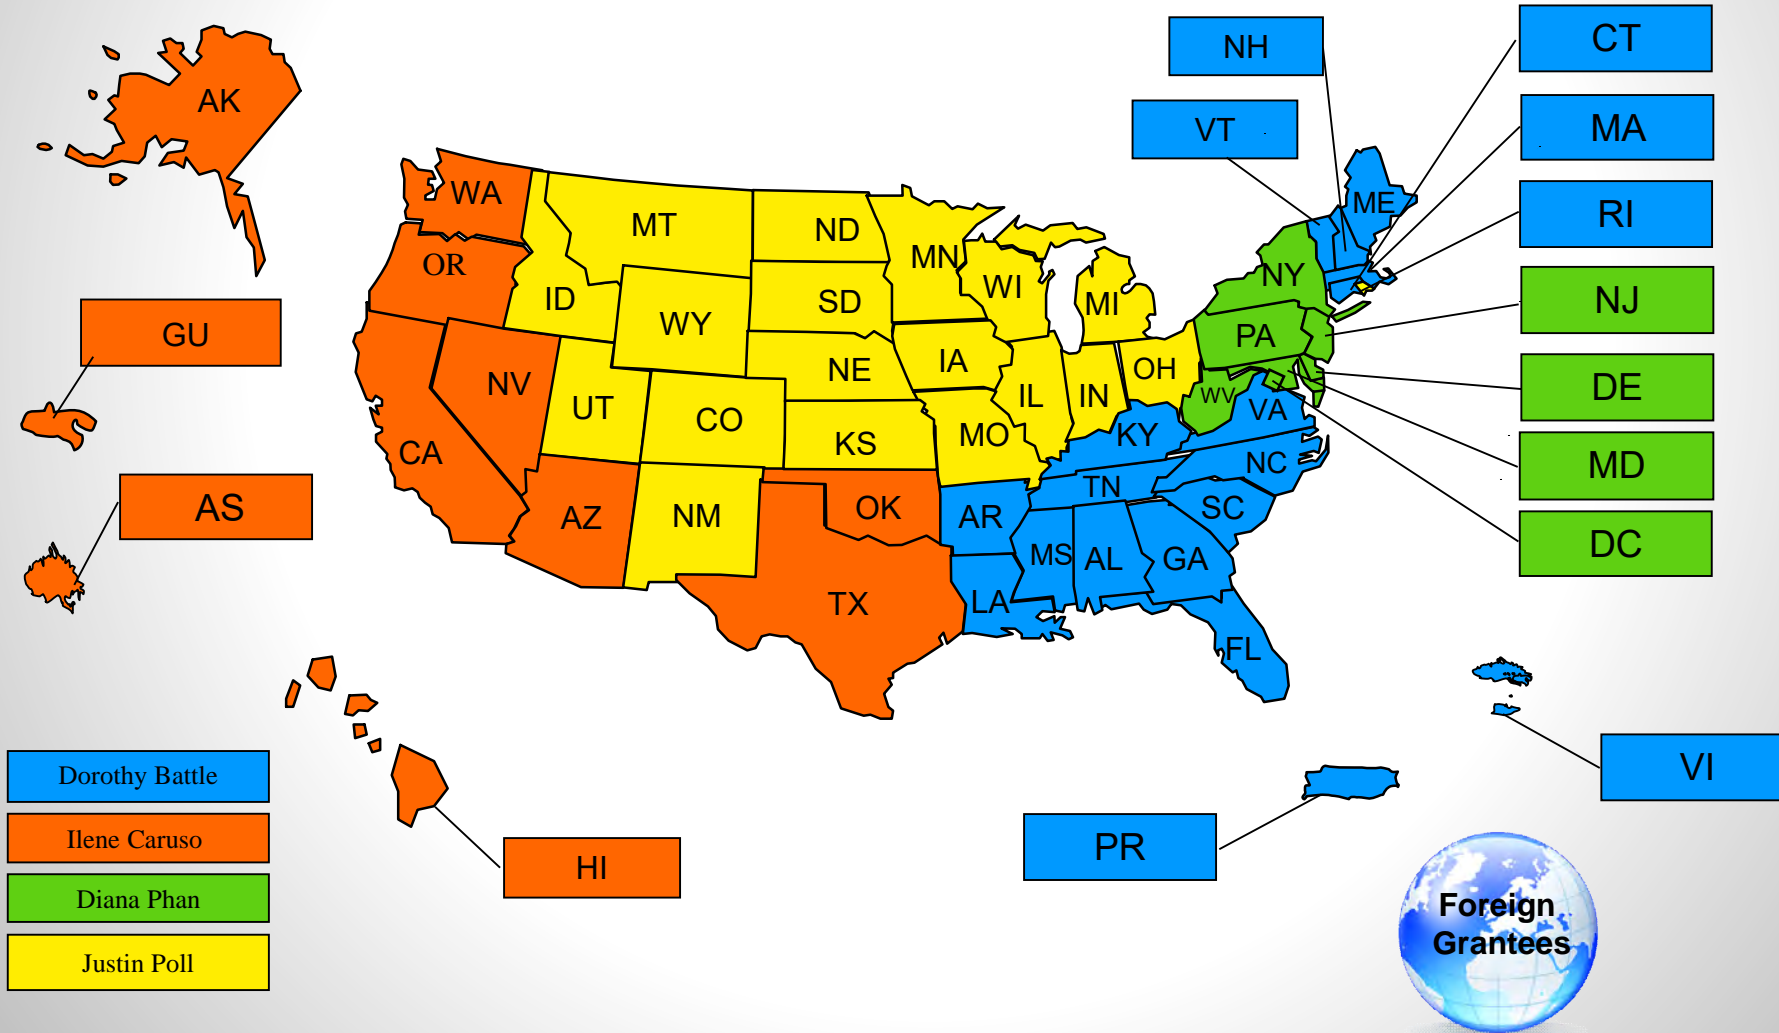 NH
CT
AK
VT
MA
WA
MT
ND
MN
ME
RI
OR
ID
SD
WI
MI
NY
NJ
GU
WY
NE
IA
PA
DE
NV
UT
CO
KS
MO
IL
IN
OH
WV
VA
CA
KY
NC
MD
AS
AZ
NM
OK
AR
TN
SC
DC
MS
AL
GA
TX
LA
FL
VI
Dorothy Battle
Ilene Caruso
Diana Phan
Justin Poll
HI
PR
Foreign
Grantees